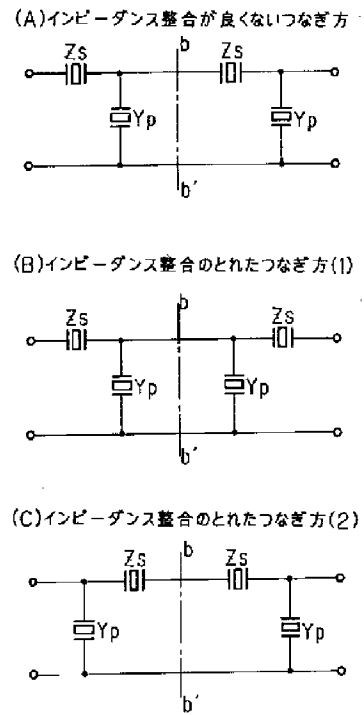 (A)インピーダンス整合が良くないつなぎ方
b
Zs
Zs
Yp
Yp
b'
(B)インピーダンス整合のとれたつなぎ方(1)
b
Zs
Zs
Yp
Yp
b'
(C)インピーダンス整合のとれたつなぎ方(2)
b
Zs
Zs
Yp
Yp
b'